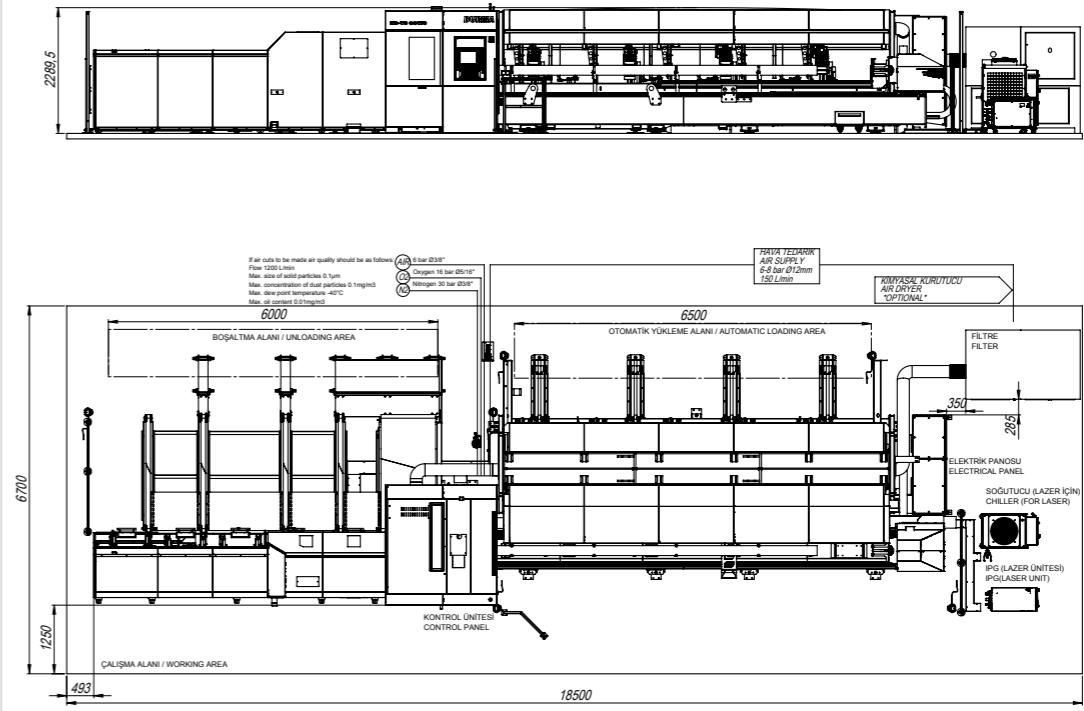 2289,5
DURMA
If air cuts to be made air quality should be as follows:
Flow 1200 L/min
Max. size of solid particles 0.1µm
Max. concentration of dust particles 0.1mg/m3
Max. dew point temperature -40°C
Max. oil content 0.01mg/m3
AIR 6 bar Ø3/8"
O2 Oxygen 16 bar Ø5/16"
N2 Nitrogen 30 bar Ø3/8"
HAVA TEDARİK
AIR SUPPLY
6-8 bar Ø12mm
150 L/min
KİMYASAL KURUTUCU
AIR DRYER
"OPTIONAL"
6000
BOŞALTMA ALANI / UNLOADING AREA
6500
OTOMATİK YÜKLEME ALANI / AUTOMATIC LOADING AREA
FİLTRE
FILTER
350
285
ELEKTRİK PANOSU
ELECTRICAL PANEL
SOĞUTUCU (LAZER İÇİN)
CHILLER (FOR LASER)
IPG (LAZER ÜNİTESİ)
IPG(LASER UNIT)
6700
KONTROL ÜNİTESİ
CONTROL PANEL
1250
ÇALIŞMA ALANI / WORKING AREA
493
18500